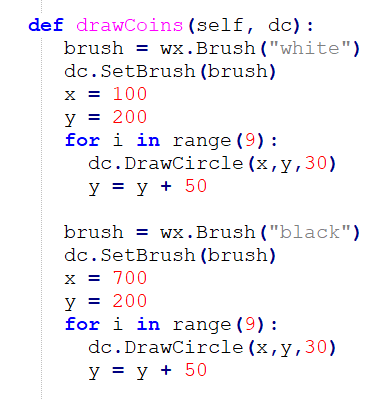 def drawCoins(self, dc):
brush = wx.Brush("white")
dc.SetBrush(brush)
x = 100
y = 200
for i in range(9):
dc.DrawCircle(x,y,30)
y = y + 50
brush = wx.Brush("black")
dc.SetBrush(brush)
x = 700
y = 200
for i in range(9):
dc.DrawCircle(x,y,30)
y = y + 50